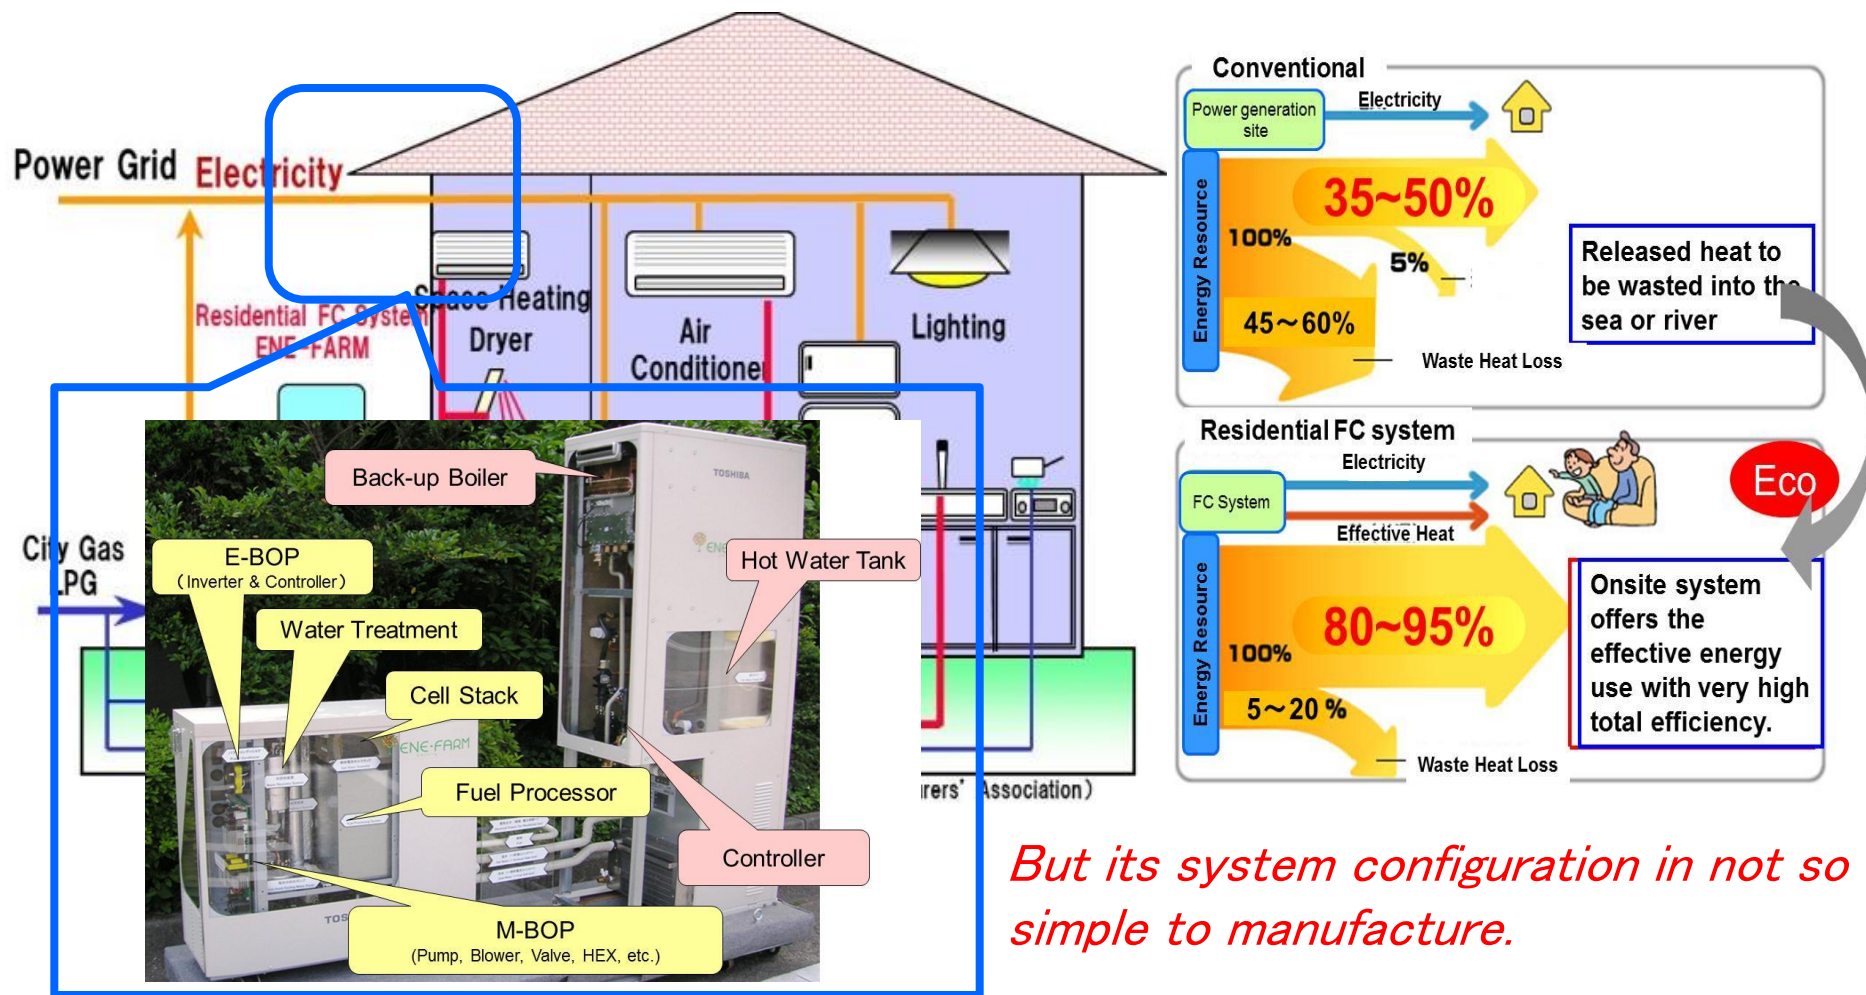 Power Grid
Electricity
Residential FC System
ENE-FARM
Space Heating
Dryer
Air
Conditioner
Lighting
City Gas
LPG
Back-up Boiler
TOSHIBA
E-BOP
（Inverter & Controller）
Hot Water Tank
Water Treatment
Cell Stack
ENE·FARM
Fuel Processor
Controller
M-BOP
(Pump, Blower, Valve, HEX, etc.)
Association）
Conventional
Power generation
site
Electricity
Energy Resource
35~50%
100%
5%
45～60%
Waste Heat Loss
Released heat to
be wasted into the
sea or river
Residential FC system
Electricity
FC System
Effective Heat
Eco
Energy Resource
80~95%
100%
5～20 %
Waste Heat Loss
Onsite system
offers the
effective energy
use with very high
total efficiency.
But its system configuration in not so
simple to manufacture.